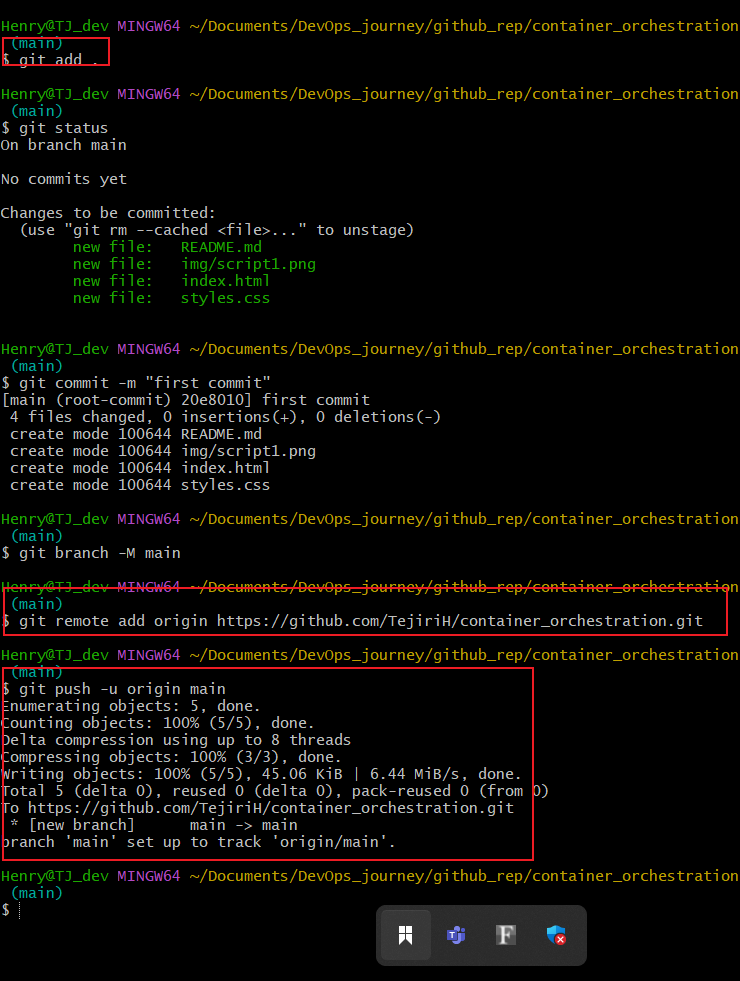 Henry@TJ_dev MINGW64 ~/Documents/DevOps_journey/github_rep/container_orchestration
(main)
$ git add .
Henry@TJ_dev MINGW64 ~/Documents/DevOps_journey/github_rep/container_orchestration
(main)
$ git status
On branch main
No commits yet
Changes to be committed:
(use "git rm --cached <file>..." to unstage)
new file:   README.md
new file:   img/script1.png
new file:   index.html
new file:   styles.css
Henry@TJ_dev MINGW64 ~/Documents/DevOps_journey/github_rep/container_orchestration
(main)
$ git commit -m "first commit"
[main (root-commit) 20e8010] first commit
4 files changed, 0 insertions(+), 0 deletions(-)
create mode 100644 README.md
create mode 100644 img/script1.png
create mode 100644 index.html
create mode 100644 styles.css
Henry@TJ_dev MINGW64 ~/Documents/DevOps_journey/github_rep/container_orchestration
(main)
$ git branch -M main
Henry@TJ_dev MINGW64 ~/Documents/DevOps_journey/github_rep/container_orchestration
(main)
$ git remote add origin https://github.com/TejiriH/container_orchestration.git
Henry@TJ_dev MINGW64 ~/Documents/DevOps_journey/github_rep/container_orchestration
(main)
$ git push -u origin main
Enumerating objects: 5, done.
Counting objects: 100% (5/5), done.
Delta compression using up to 8 threads
Compressing objects: 100% (3/3), done.
Writing objects: 100% (5/5), 45.06 KiB | 6.44 MiB/s, done.
Total 5 (delta 0), reused 0 (delta 0), pack-reused 0 (from 0)
To https://github.com/TejiriH/container_orchestration.git
* [new branch]      main -> main
branch 'main' set up to track 'origin/main'.
Henry@TJ_dev MINGW64 ~/Documents/DevOps_journey/github_rep/container_orchestration
(main)
$
T F